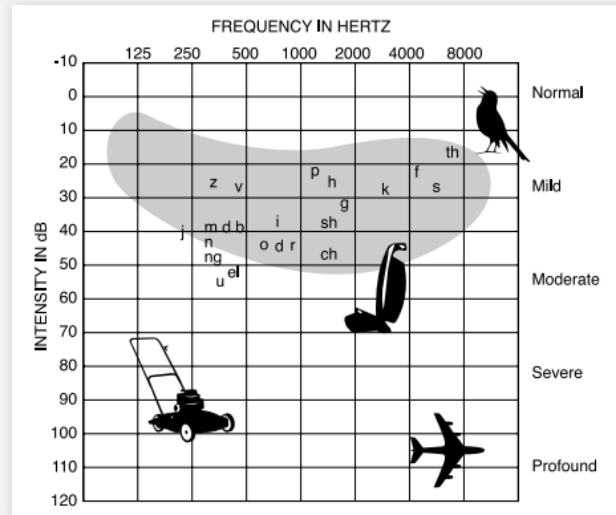 FREQUENCY IN HERTZ
125 250 500 1000 2000 4000 8000
INTENSITY IN dB
-10
0
Normal
10
20
th
p f
z v h k s
Mild
30
g
i sh
j m d b
40
n o d r
ng ch
50
el
u
Moderate
60
70
80
Severe
90
100
110
Profound
120